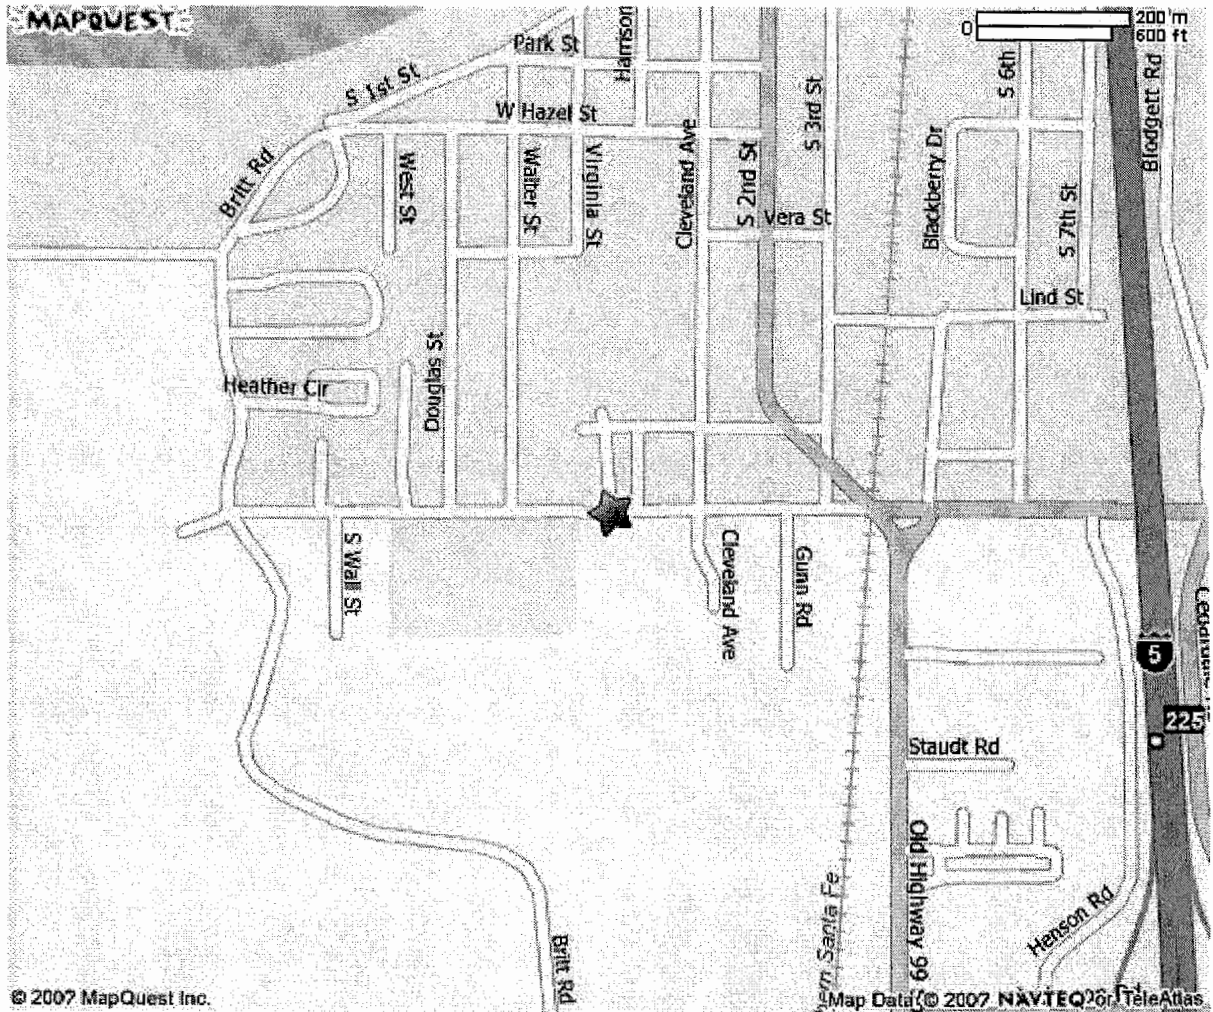 MAPQUEST
0
200 m
600 ft
Park St
Harrison
S 1st St
W Hazel St
S 6th
Blodgett Rd
S 3rd St
Britt Rd
West St
Walter St
Virginia St
Cleveland Ave
S 2nd St
Vera St
Blackberry Dr
S 7th St
Lind St
Heather Cir
Douglas St
S Wall St
Cleveland Ave
Gunn Rd
5
225
Staudt Rd
Old Highway 99 S
Henson Rd
Santa Fe
Britt Rd
© 2007 MapQuest Inc.
Map Data © 2007 NAVTEQ or TeleAtlas